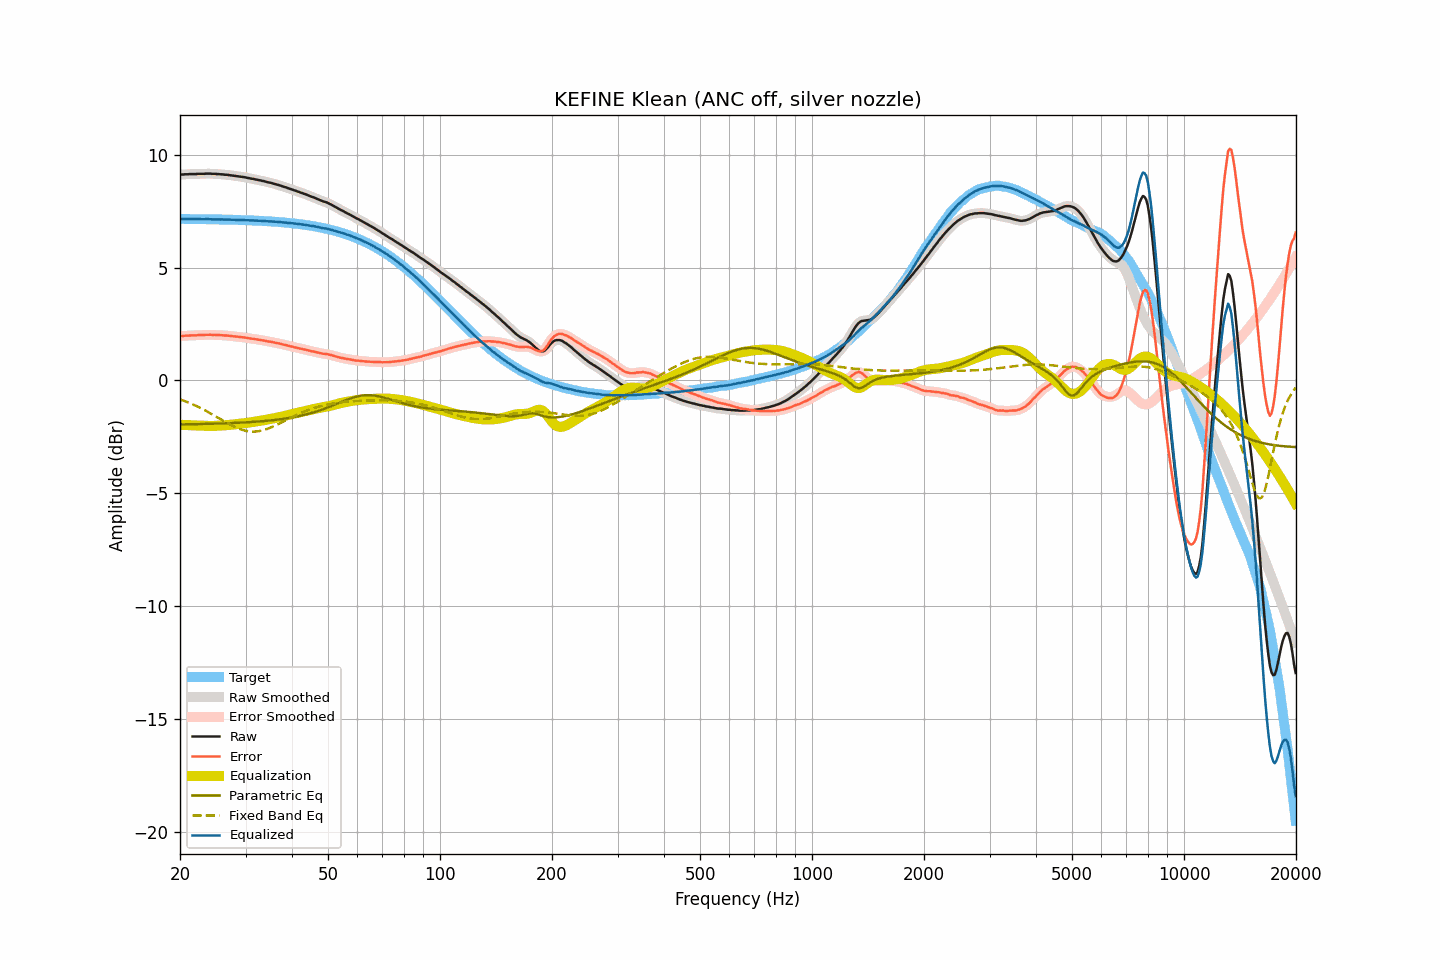 KEFINE Klean (ANC off, silver nozzle)
10
5
0
−5
−10
−15
−20
Amplitude (dBr)
Target
Raw Smoothed
Error Smoothed
Raw
Error
Equalization
Parametric Eq
Fixed Band Eq
Equalized
20 50 100 200 500 1000 2000 5000 10000 20000
Frequency (Hz)